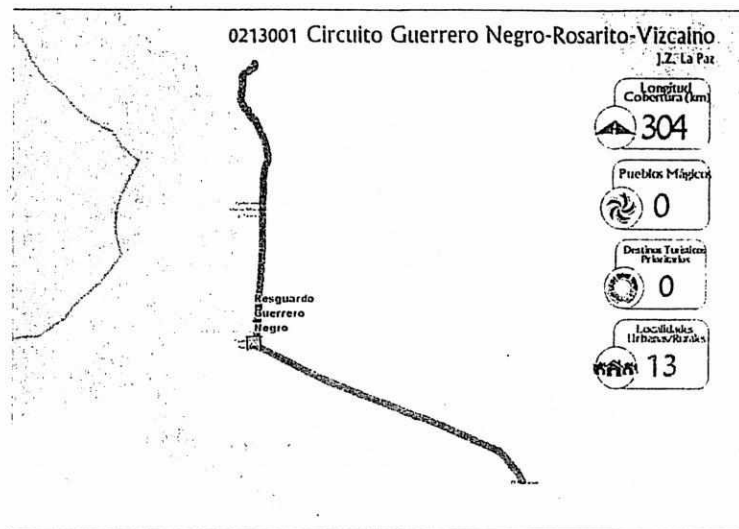 0213001 Circuito Guerrero Negro-Rosarito-Vizcaino
J.Z. La Paz
Longitud
Cobertura (km)
304
Pueblos Mágicos
0
Destinos Turísticos
Prioritarios
0
Localidades
Urbanas/Rurales
13
Resguardo
Guerrero
Negro